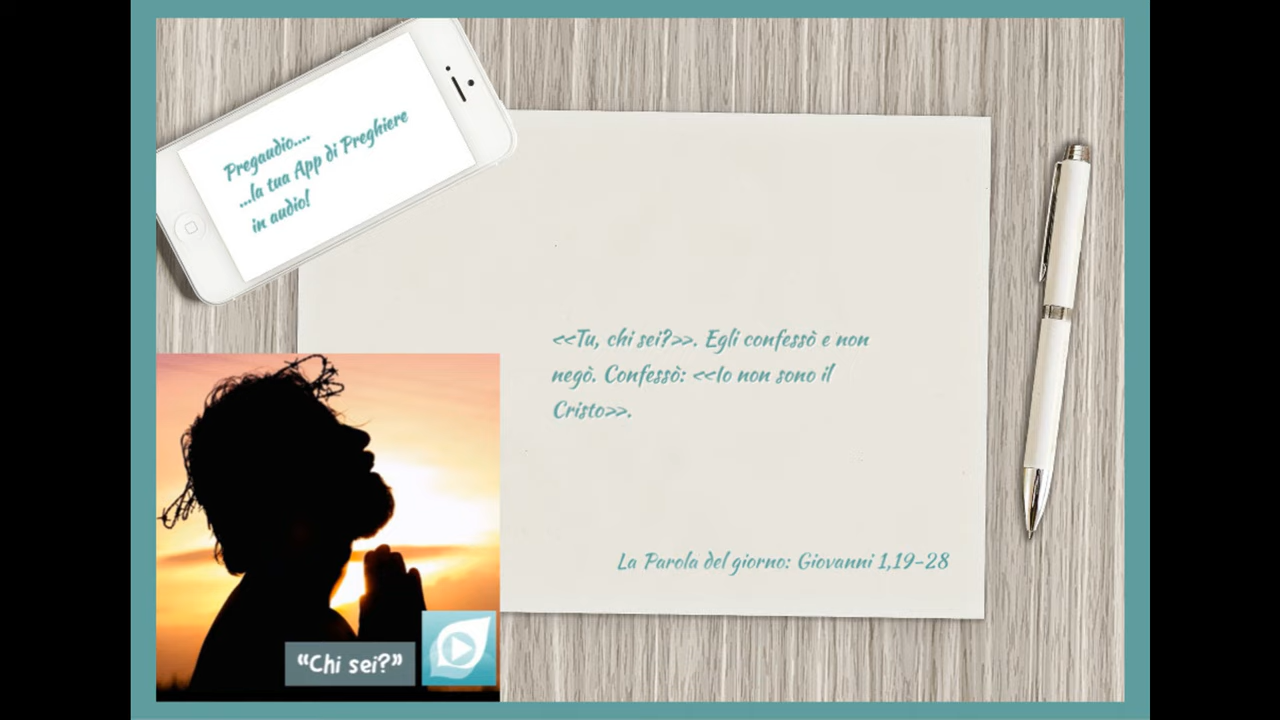 Pregaudio....
...la tua App di Preghiere
in audio!
<<Tu, chi sei?>>. Egli confessò e non
negò. Confessò: <<Io non sono il
Cristo>>.
La Parola del giorno: Giovanni 1,19-28
“Chi sei?”